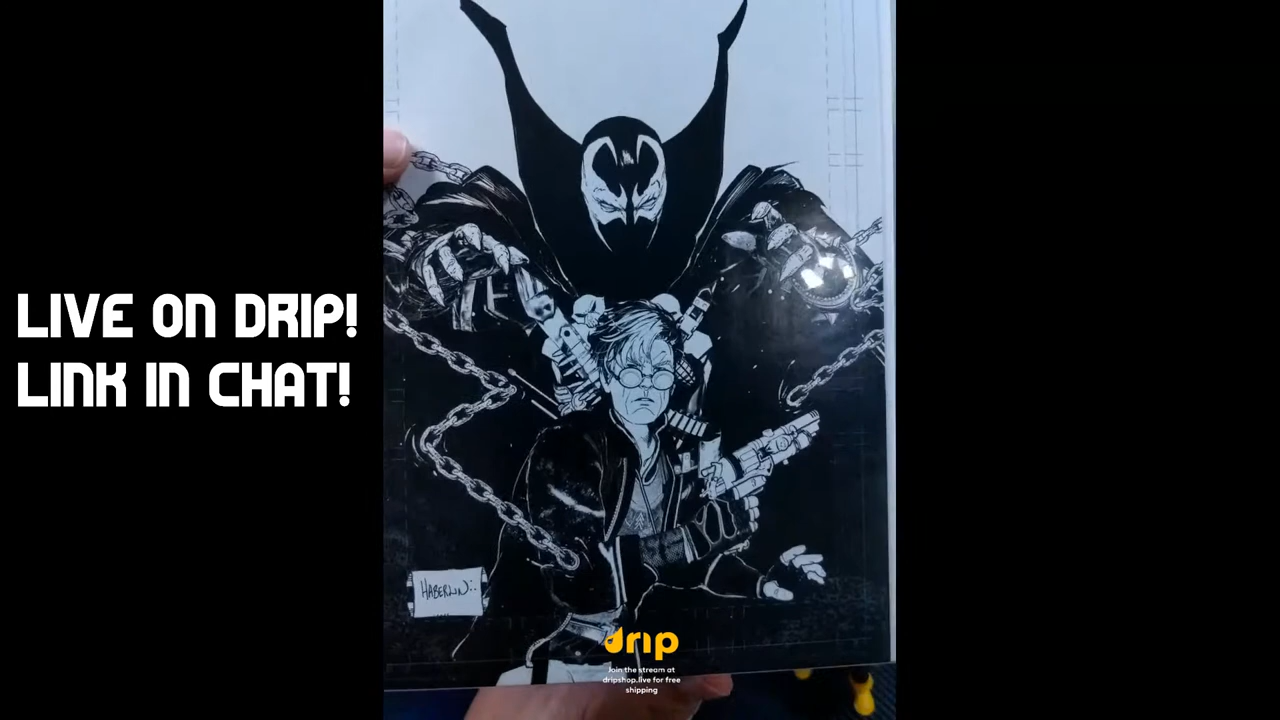 LIVE ON DRIP!
LINK IN CHAT!
HABERLIN
drip
Join the stream at
dripshop.live for free
shipping